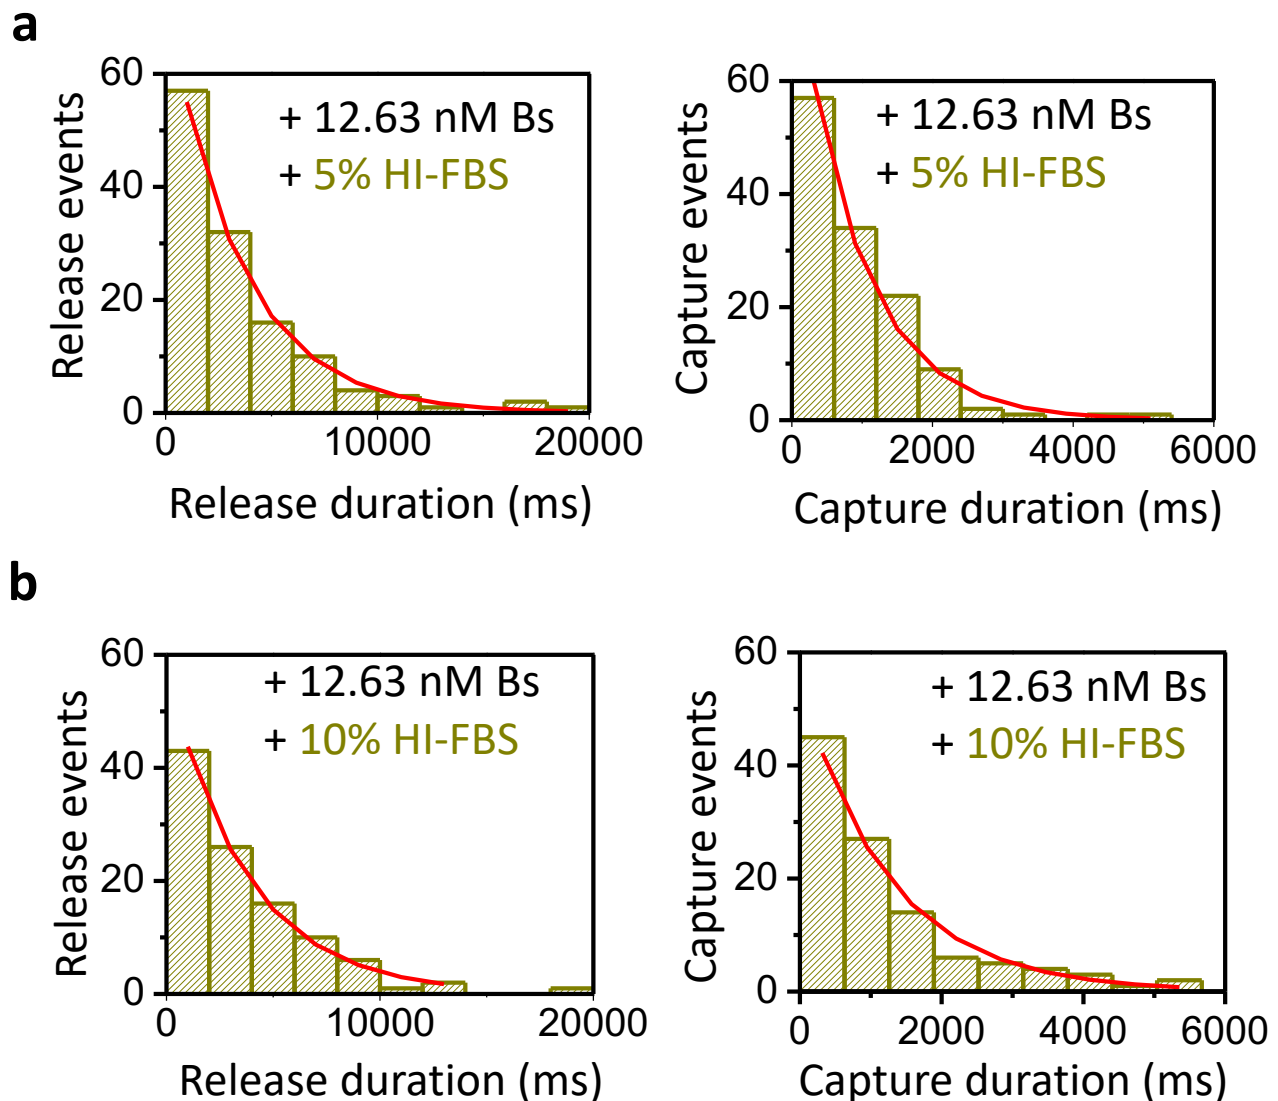 a
60
40
20
0
Release events
+ 12.63 nM Bs
+ 5% HI-FBS
0 10000 20000
Release duration (ms)
60
40
20
0
Capture events
+ 12.63 nM Bs
+ 5% HI-FBS
0 2000 4000 6000
Capture duration (ms)
b
60
40
20
0
Release events
+ 12.63 nM Bs
+ 10% HI-FBS
0 10000 20000
Release duration (ms)
60
40
20
0
Capture events
+ 12.63 nM Bs
+ 10% HI-FBS
0 2000 4000 6000
Capture duration (ms)